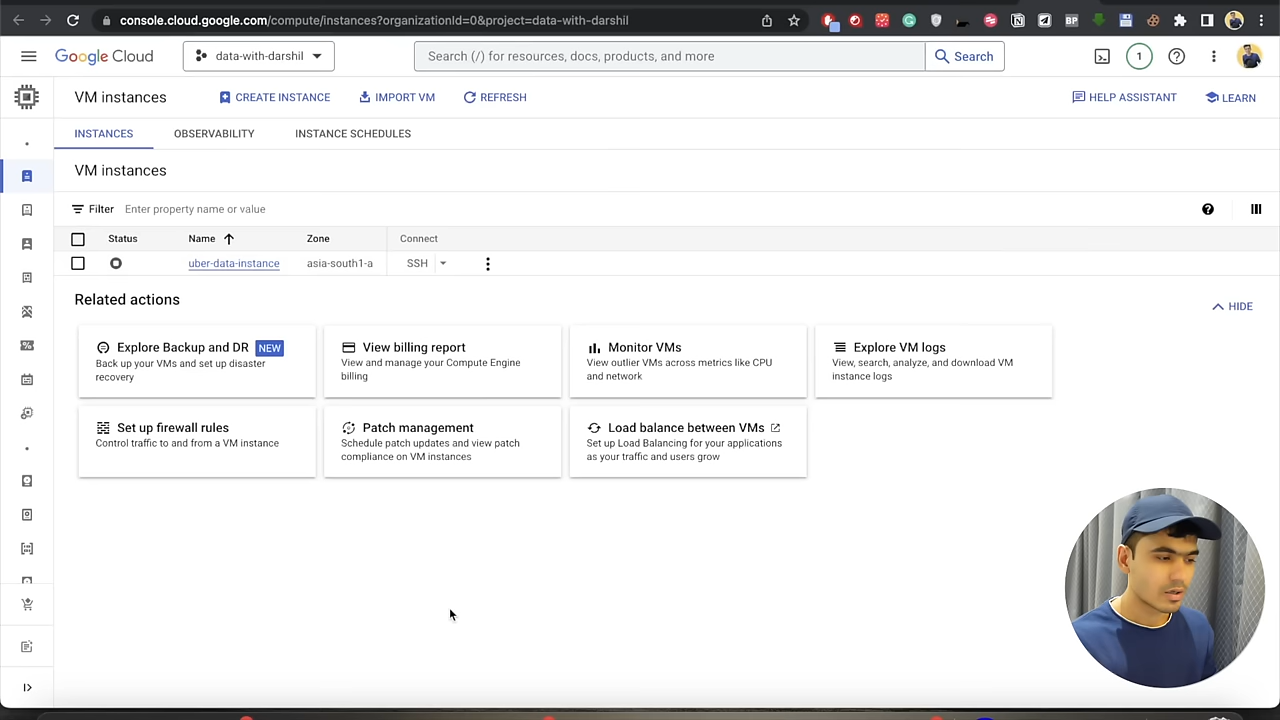 console.cloud.google.com/compute/instances?organizationId=0&project=data-with-darshil
BP
Google Cloud
data-with-darshil
Search (/) for resources, docs, products, and more
Search
1
VM instances
CREATE INSTANCE
IMPORT VM
REFRESH
HELP ASSISTANT
LEARN
INSTANCES
OBSERVABILITY
INSTANCE SCHEDULES
VM instances
Filter
Enter property name or value
Status
Name
Zone
Connect
uber-data-instance
asia-south1-a
SSH
Related actions
HIDE
Explore Backup and DR NEW
Back up your VMs and set up disaster
recovery
View billing report
View and manage your Compute Engine
billing
Monitor VMs
View outlier VMs across metrics like CPU
and network
Explore VM logs
View, search, analyze, and download VM
instance logs
Set up firewall rules
Control traffic to and from a VM instance
Patch management
Schedule patch updates and view patch
compliance on VM instances
Load balance between VMs
Set up Load Balancing for your applications
as your traffic and users grow